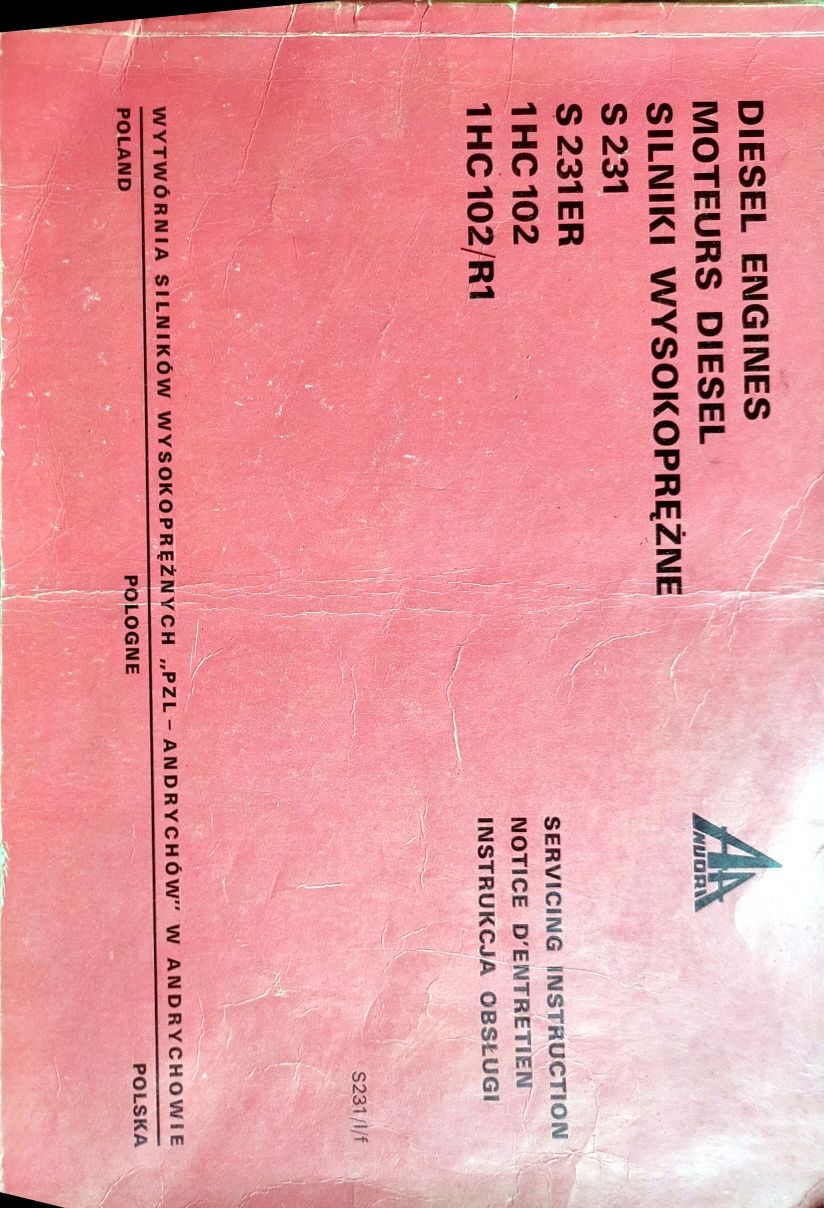 DIESEL ENGINES
MOTEURS DIESEL
SILNIKI WYSOKOPRĘŻNE
S 231
S 231ER
1HC 102
1HC 102/R1
ANDORIA
SERVICING INSTRUCTION
NOTICE D'ENTRETIEN
INSTRUKCJA OBSŁUGI
S231/I/f
WYTWÓRNIA SILNIKÓW WYSOKOPRĘŻNYCH „PZL – ANDRYCHÓW" W ANDRYCHOWIE
POLAND POLOGNE POLSKA